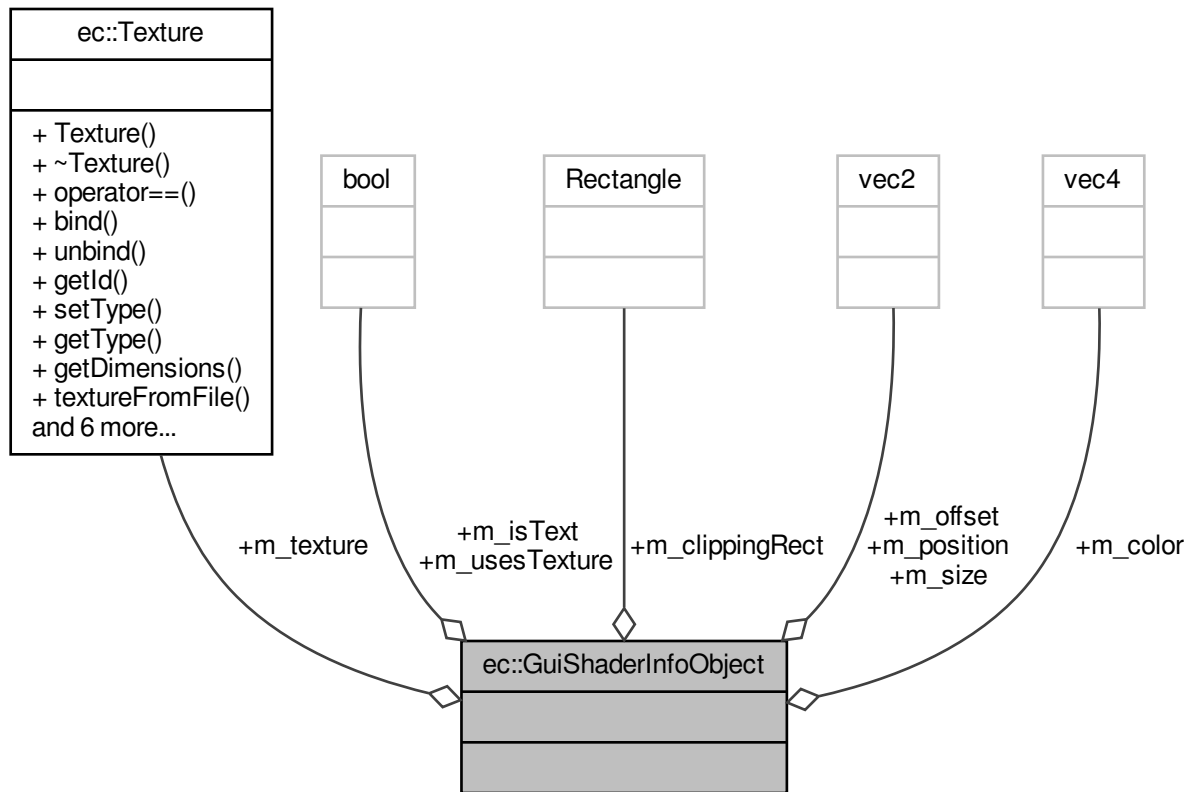 ec::Texture
+ Texture()
+ ~Texture()
+ operator==()
+ bind()
+ unbind()
+ getId()
+ setType()
+ getType()
+ getDimensions()
+ textureFromFile()
and 6 more...
bool
Rectangle
vec2
vec4
+m_texture
+m_isText
+m_usesTexture
+m_clippingRect
+m_offset
+m_position
+m_size
+m_color
ec::GuiShaderInfoObject